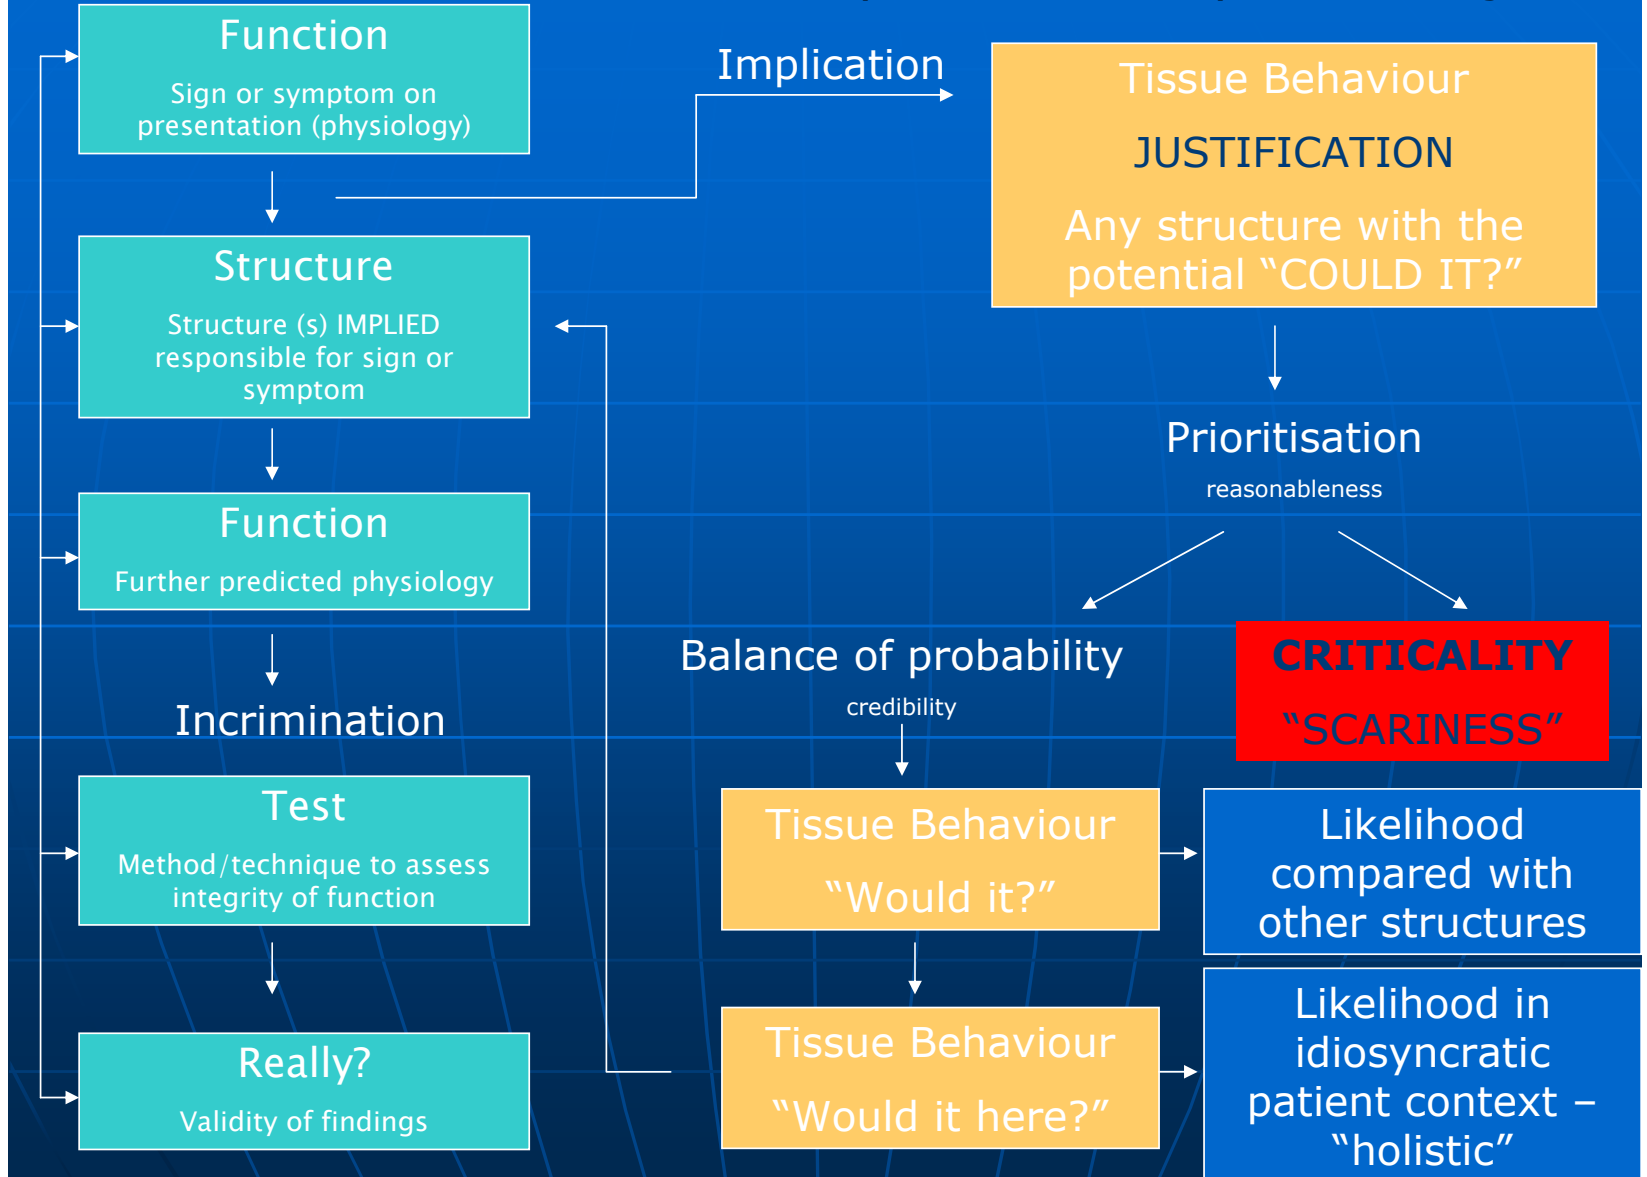 Function
Sign or symptom on
presentation (physiology)
Structure
Structure (s) IMPLIED
responsible for sign or
symptom
Function
Further predicted physiology
Incrimination
Test
Method/technique to assess
integrity of function
Really?
Validity of findings
Implication
Tissue Behaviour
JUSTIFICATION
Any structure with the
potential “COULD IT?”
Prioritisation
reasonableness
Balance of probability
credibility
CRITICALITY
“SCARINESS”
Tissue Behaviour
“Would it?”
Likelihood
compared with
other structures
Tissue Behaviour
“Would it here?”
Likelihood in
idiosyncratic
patient context –
“holistic”